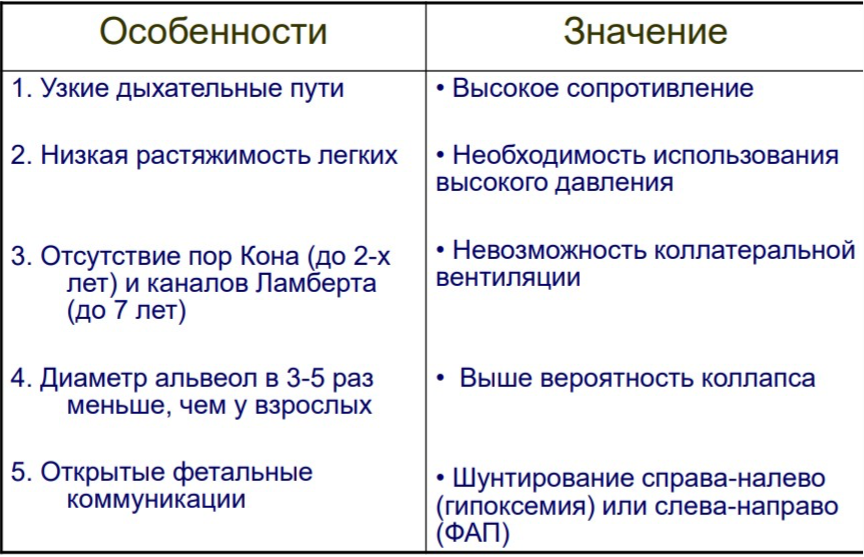 Особенности
Значение
1. Узкие дыхательные пути
• Высокое сопротивление
2. Низкая растяжимость легких
• Необходимость использования
высокого давления
3. Отсутствие пор Кона (до 2-х
лет) и каналов Ламберта
(до 7 лет)
• Невозможность коллатеральной
вентиляции
4. Диаметр альвеол в 3-5 раз
меньше, чем у взрослых
• Выше вероятность коллапса
5. Открытые фетальные
коммуникации
• Шунтирование справа-налево
(гипоксемия) или слева-направо
(ФАП)